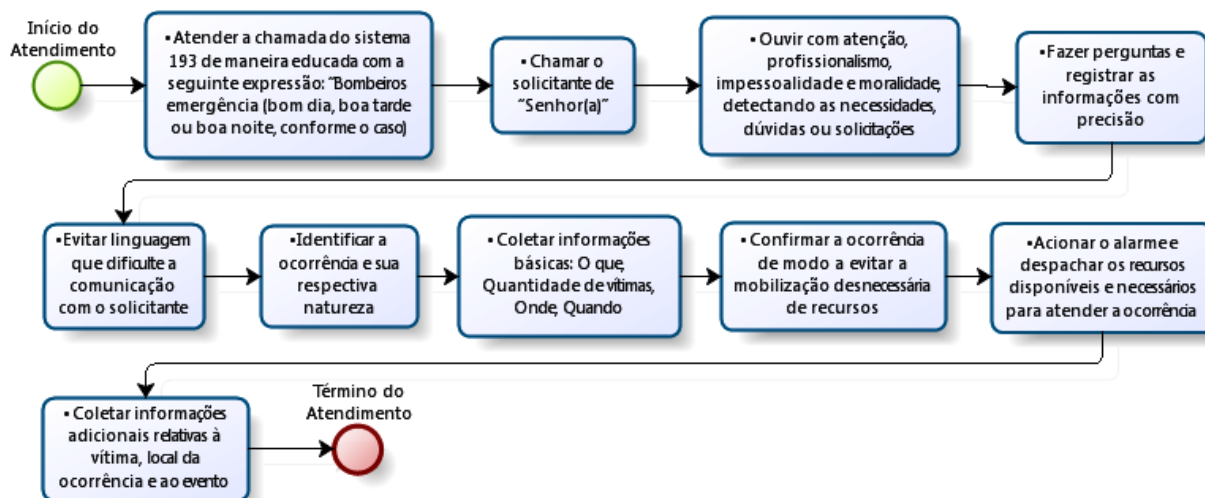 Início do
Atendimento
▪ Atender a chamada do sistema
193 de maneira educada com a
seguinte expressão: “Bombeiros
emergência (bom dia, boa tarde
ou boa noite, conforme o caso)
▪ Chamar o
solicitante de
“Senhor(a)”
▪ Ouvir com atenção,
profissionalismo,
impessoalidade e moralidade,
detectando as necessidades,
dúvidas ou solicitações
▪ Fazer perguntas e
registrar as
informações com
precisão
▪ Evitar linguagem
que dificulte a
comunicação
com o solicitante
▪ Identificar a
ocorrência e sua
respectiva
natureza
▪ Coletar informações
básicas: O que,
Quantidade de vítimas,
Onde, Quando
▪ Confirmar a ocorrência
de modo a evitar a
mobilização desnecessária
de recursos
▪ Acionar o alarme e
despachar os recursos
disponíveis e necessários
para atender a ocorrência
▪ Coletar informações
adicionais relativas à
vítima, local da
ocorrência e ao evento
Término do
Atendimento